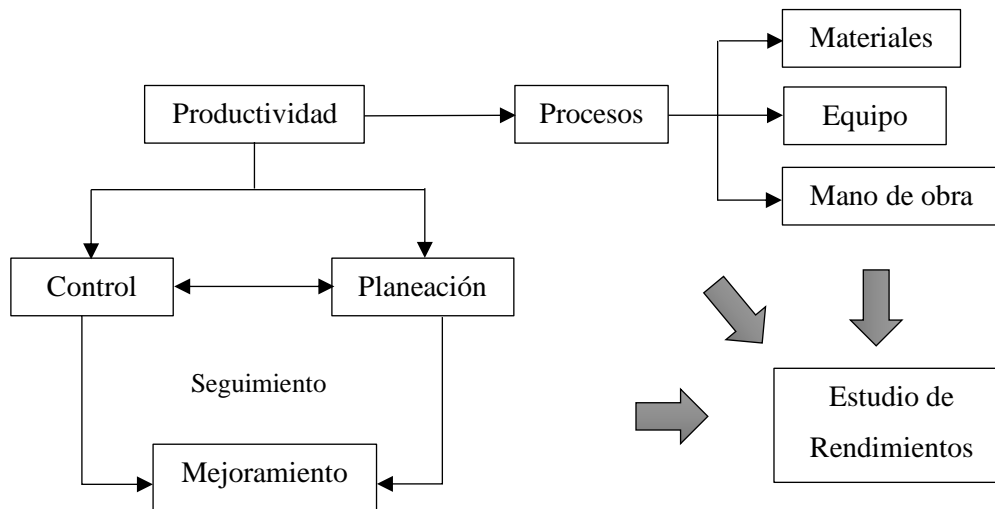 Materiales
Productividad
Procesos
Equipo
Mano de obra
Control
Planeación
Seguimiento
Mejoramiento
Estudio de
Rendimientos